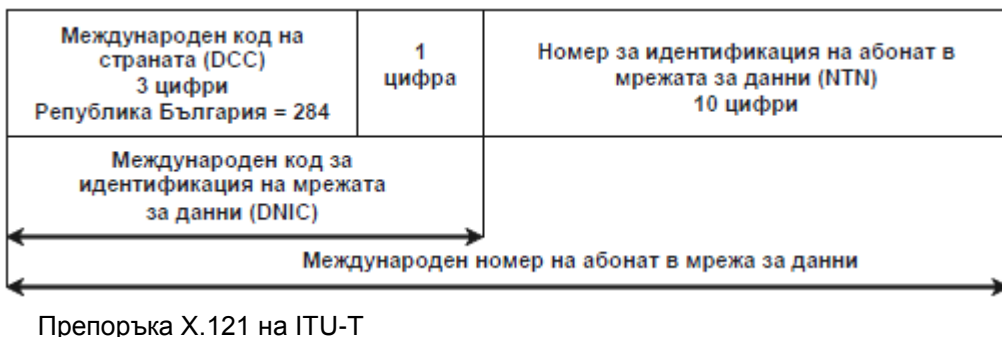 Международен код на
страната (DCC)
3 цифри
Република България = 284
1
цифра
Номер за идентификация на абонат в
мрежата за данни (NTN)
10 цифри
Международен код за
идентификация на мрежата
за данни (DNIC)
Международен номер на абонат в мрежа за данни
Препоръка X.121 на ITU-T